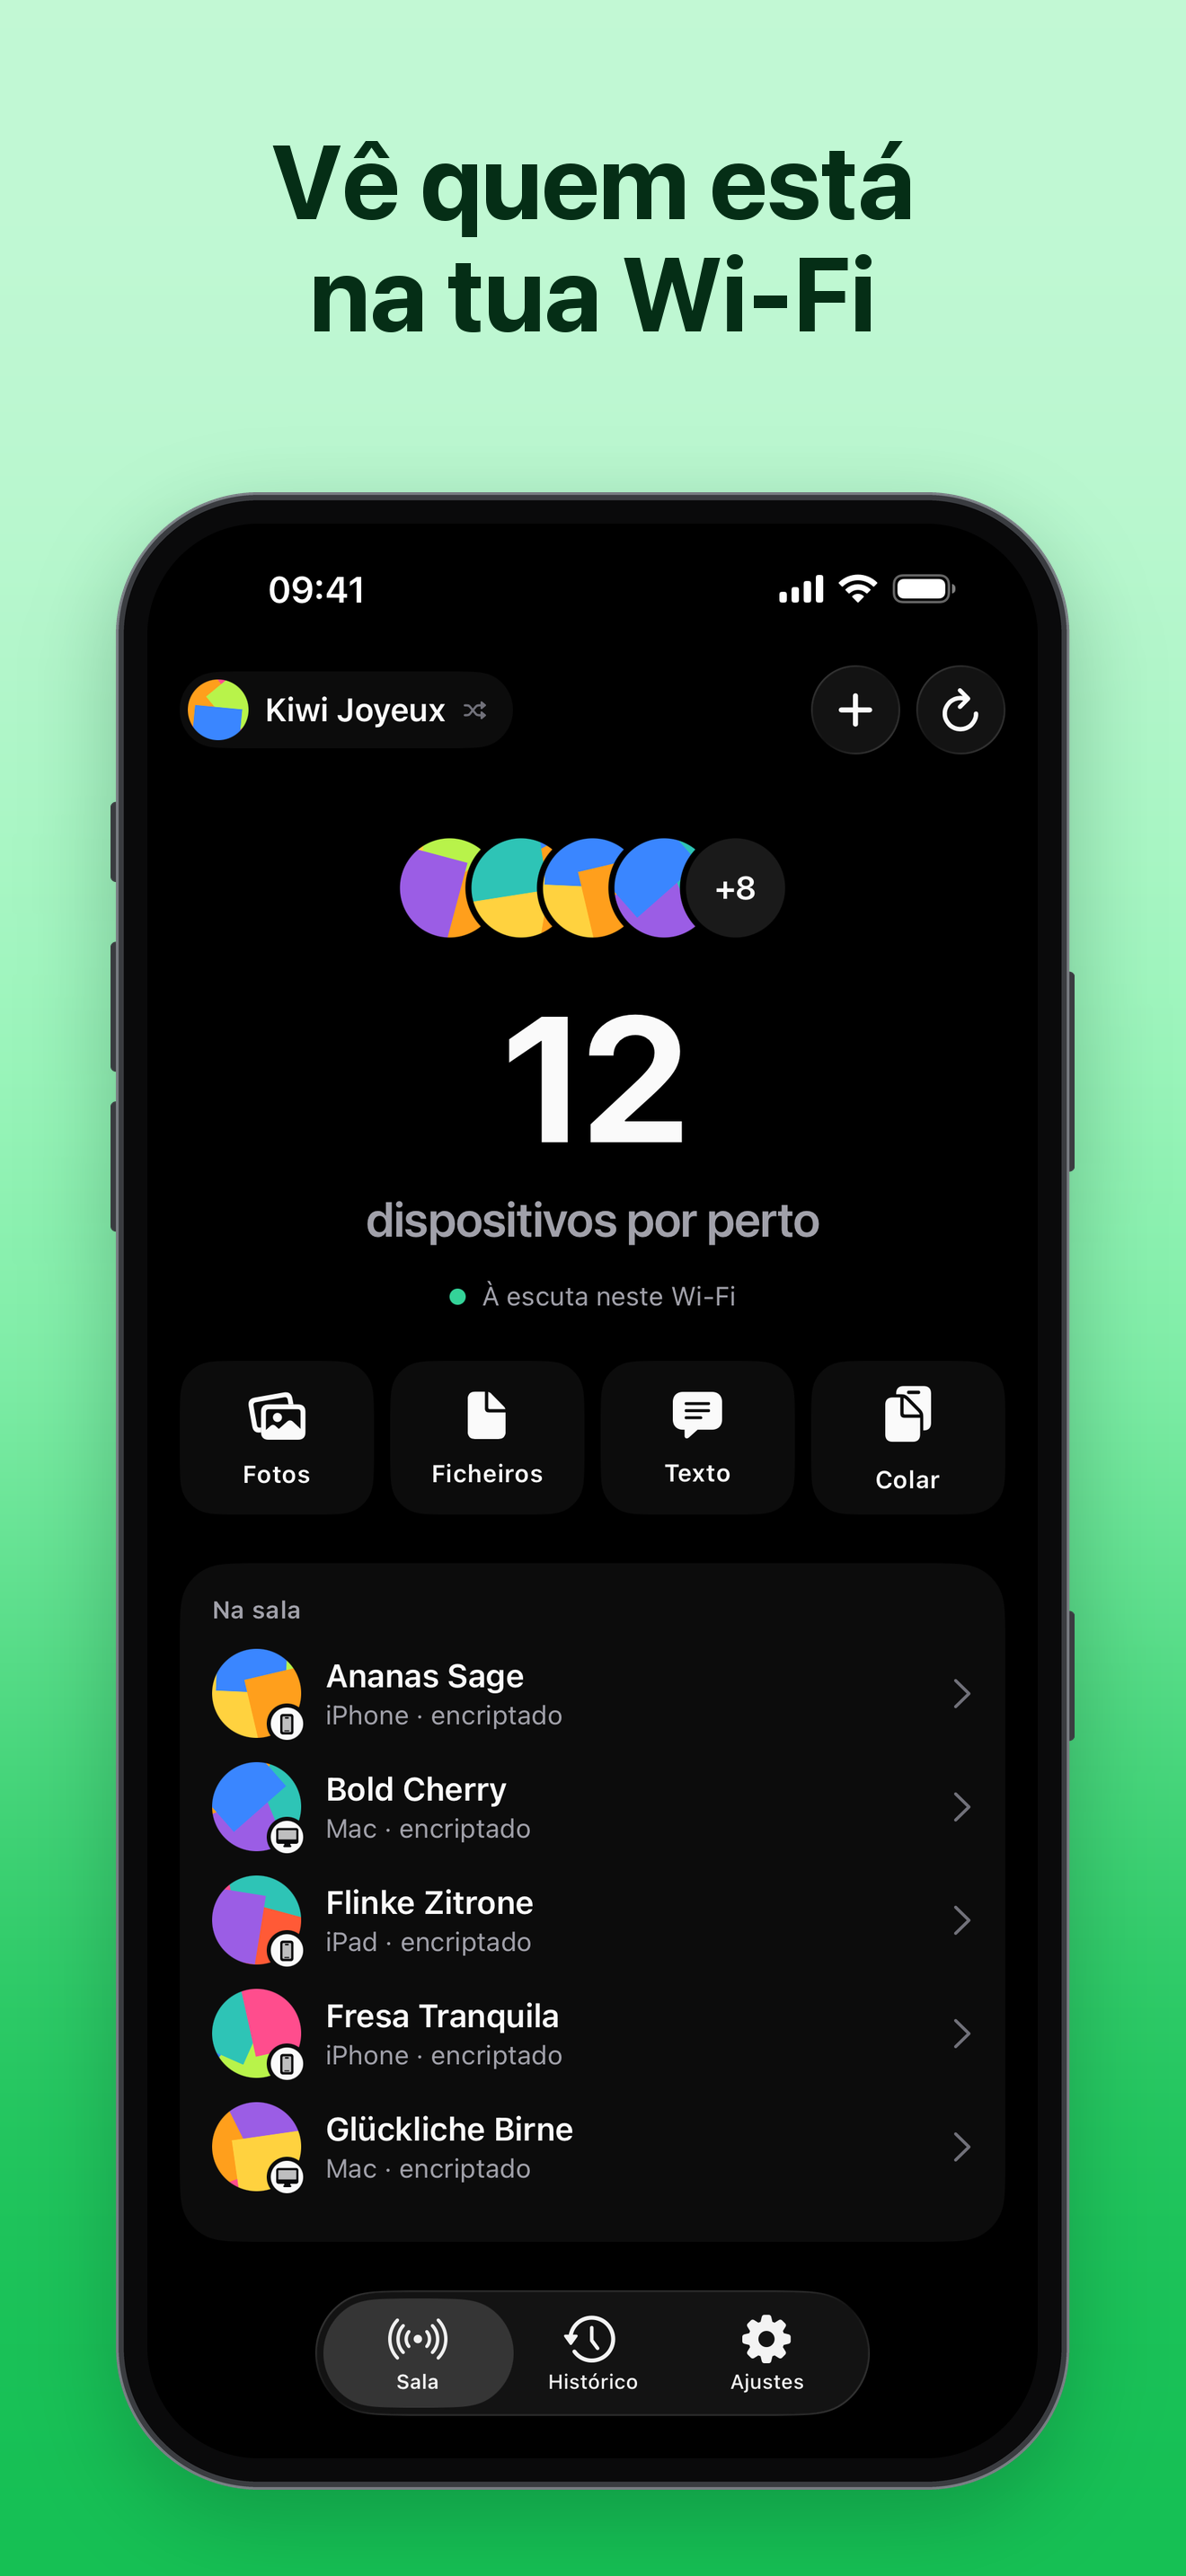 Vê quem está
na tua Wi-Fi
09:41
Kiwi Joyeux
+8
12
dispositivos por perto
À escuta neste Wi-Fi
Fotos
Ficheiros
Texto
Colar
Na sala
Ananas Sage
iPhone · encriptado
Bold Cherry
Mac · encriptado
Flinke Zitrone
iPad · encriptado
Fresa Tranquila
iPhone · encriptado
Glückliche Birne
Mac · encriptado
Sala
Histórico
Ajustes